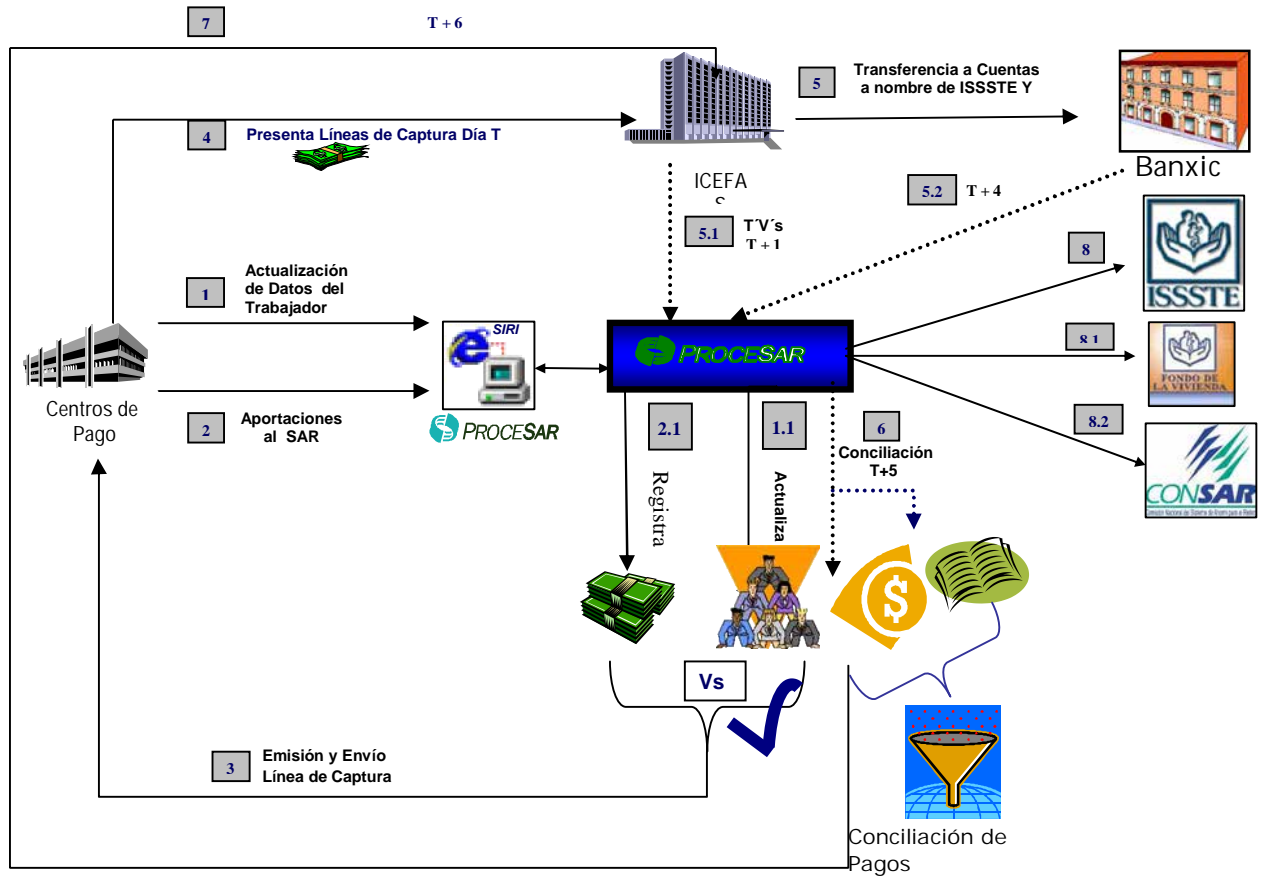 7
T + 6
5
Transferencia a Cuentas
a nombre de ISSSTE Y
4
Presenta Líneas de Captura Día T
Banxic
ICEFA
5.2
T + 4
5.1
T´V´s
T + 1
8
ISSSTE
1
Actualización
de Datos del
Trabajador
SIRI
PROCESAR
8.1
FONDO DE
LA VIVIENDA
Centros de
Pago
2
Aportaciones
al SAR
PROCESAR
2.1
Registra
1.1
Actualiza
6
Conciliación
T+5
8.2
CONSAR
$
Vs
3
Emisión y Envío
Línea de Captura
Conciliación de
Pagos